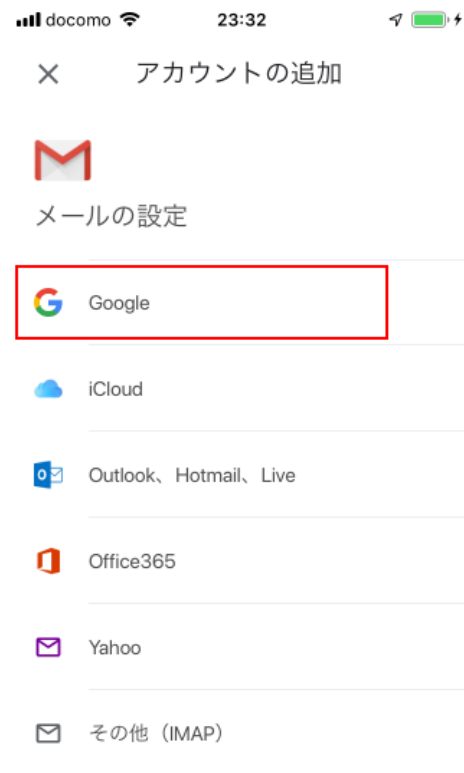 docomo 23:32
アカウントの追加
メールの設定
Google
iCloud
Outlook、Hotmail、Live
Office365
Yahoo
その他（IMAP）